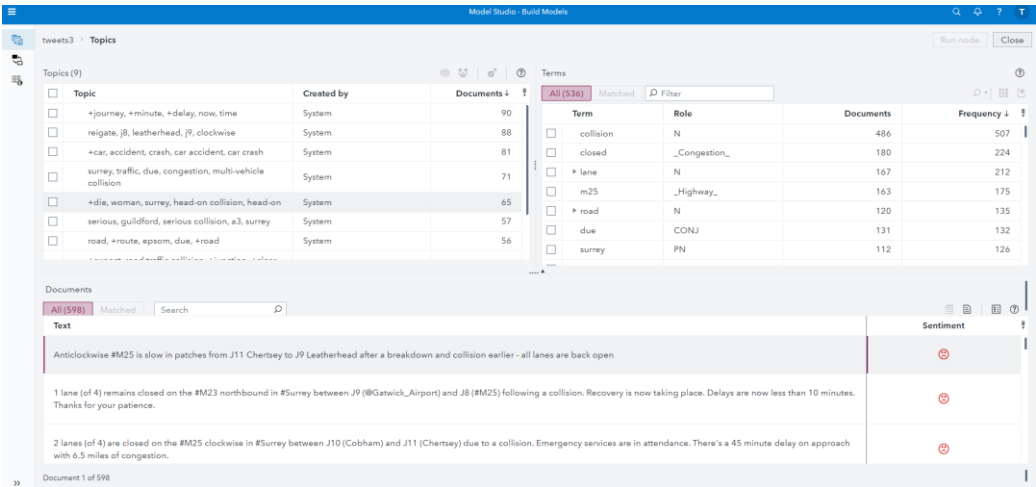 Model Studio - Build Models
T
tweets3 > Topics
Run node
Close
Topics (9)
Topic Created by Documents
+journey, +minute, +delay, now, time System 90
reigate, j8, leatherhead, j9, clockwise System 88
+car, accident, crash, car accident, car crash System 81
surrey, traffic, due, congestion, multi-vehicle
collision System 71
+die, woman, surrey, head-on collision, head-on System 65
serious, guildford, serious collision, a3, surrey System 57
road, +route, epsom, due, +road System 56
Terms
All (536) Matched Filter
Term Role Documents Frequency
collision N 486 507
closed _Congestion_ 180 224
lane N 167 212
m25 _Highway_ 163 175
road N 120 135
due CONJ 131 132
surrey PN 112 126
Documents
All (598) Matched Search
Text Sentiment
Anticlockwise #M25 is slow in patches from J11 Chertsey to J9 Leatherhead after a breakdown and collision earlier - all lanes are back open
1 lane (of 4) remains closed on the #M23 northbound in #Surrey between J9 (@Gatwick_Airport) and J8 (#M25) following a collision. Recovery is now taking place. Delays are now less than 10 minutes.
Thanks for your patience.
2 lanes (of 4) are closed on the #M25 clockwise in #Surrey between J10 (Cobham) and J11 (Chertsey) due to a collision. Emergency services are in attendance. There's a 45 minute delay on approach
with 6.5 miles of congestion.
Document 1 of 598